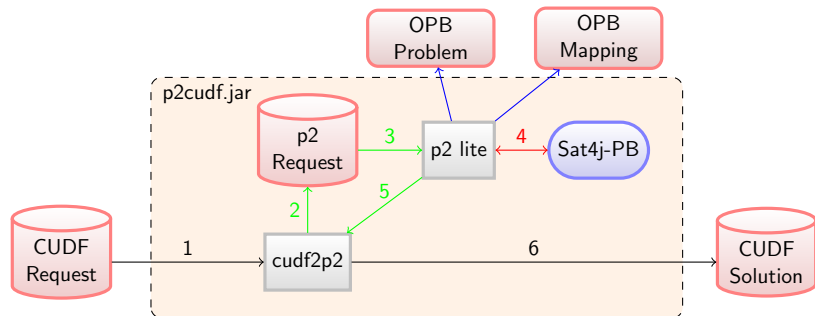 OPB
Problem
OPB
Mapping
p2cudf.jar
p2
Request
3
p2 lite
4
Sat4j-PB
5
2
CUDF
Request
1
cudf2p2
6
CUDF
Solution